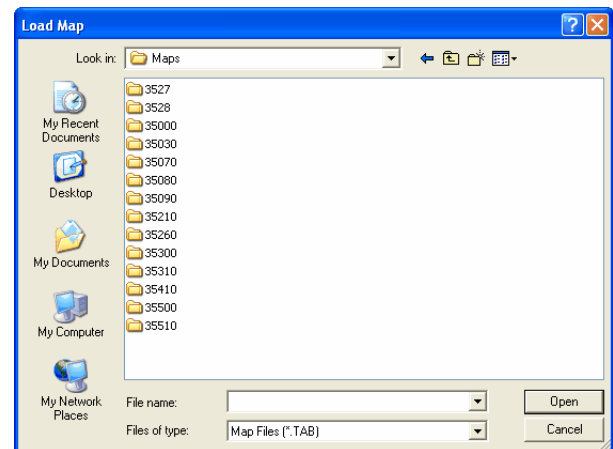 Load Map
Look in:
Maps
My Recent
Documents
Desktop
My Documents
My Computer
My Network
Places
3527
3528
35000
35030
35070
35080
35090
35210
35260
35300
35310
35410
35500
35510
File name:
Open
Files of type:
Map Files (*.TAB)
Cancel